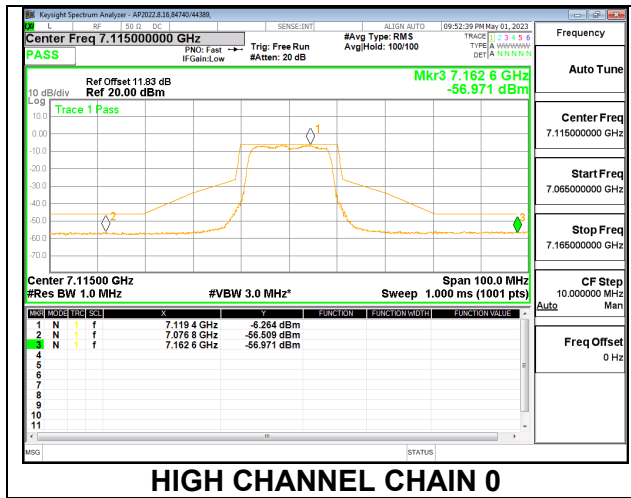 Keysight Spectrum Analyzer - AP2022.8.16,84740/44389,
L RF 50 Ω DC SENSE:INT ALIGN AUTO 09:52:39 PM May 01, 2023
Center Freq 7.115000000 GHz #Avg Type: RMS TRACE 1 2 3 4 5 6 Frequency
PASS PNO: Fast Trig: Free Run Avg|Hold: 100/100 TYPE A WWWWW
IFGain:Low #Atten: 20 dB DET A N N N N N
Auto Tune
Ref Offset 11.83 dB Mkr3 7.162 6 GHz
10 dB/div Ref 20.00 dBm -56.971 dBm
Log
Trace 1 Pass
10.0
0.00
-10.0
-20.0
-30.0
-40.0
-50.0
-60.0
-70.0
1
2
3
Center Freq
7.115000000 GHz
Start Freq
7.065000000 GHz
Stop Freq
7.165000000 GHz
Center 7.11500 GHz Span 100.0 MHz
#Res BW 1.0 MHz #VBW 3.0 MHz* Sweep 1.000 ms (1001 pts)
CF Step
10.000000 MHz
Auto Man
MKR MODE TRC SCL X Y FUNCTION FUNCTION WIDTH FUNCTION VALUE
1 N 1 f 7.119 4 GHz -6.264 dBm
2 N 1 f 7.076 8 GHz -56.509 dBm
3 N 1 f 7.162 6 GHz -56.971 dBm
4
5
6
7
8
9
10
11
Freq Offset
0 Hz
MSG STATUS
HIGH CHANNEL CHAIN 0